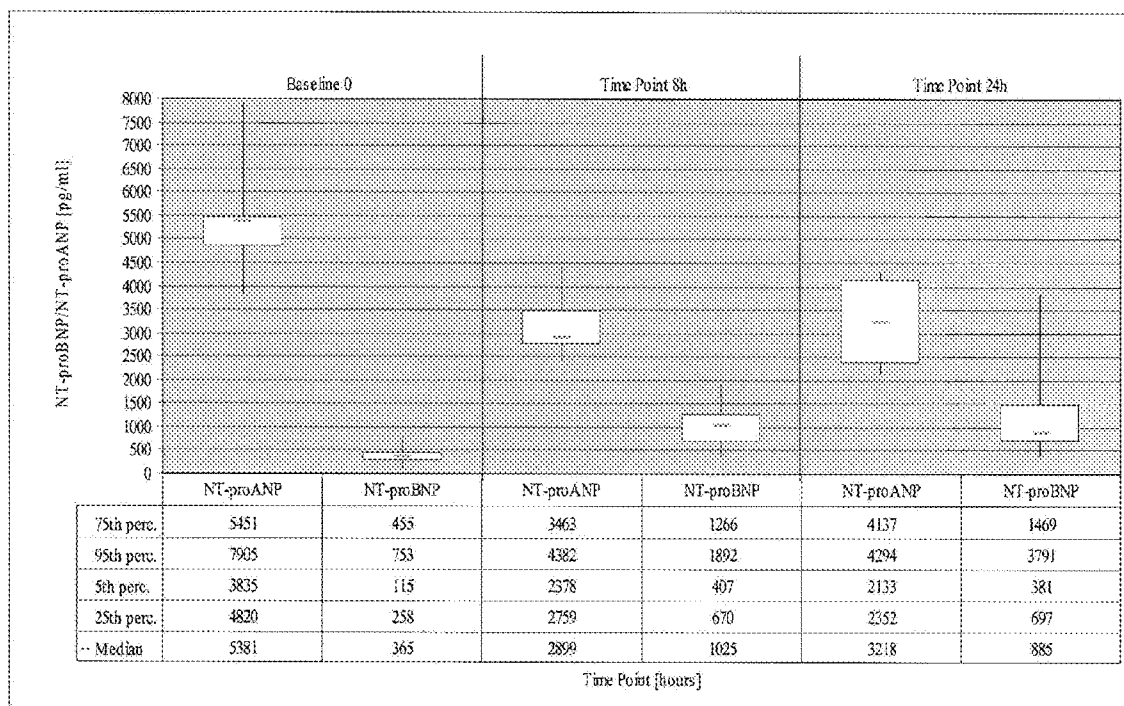 Baseline 0 Time Point 8h Time Point 24h
8000
7500
7000
6500
6000
5500
5000
4500
4000
3500
3000
2500
2000
1500
1000
500
0
NT-proBNP/NT-proANP [pg/ml]
NT-proANP NT-proBNP NT-proANP NT-proBNP NT-proANP NT-proBNP
75th perc. 5451 455 3463 1266 4137 1469
95th perc. 7905 753 4382 1892 4294 3791
5th perc. 3835 115 2378 407 2133 381
25th perc. 4820 258 2759 670 2352 697
-- Median 5381 365 2899 1025 3218 885
Time Point [hours]